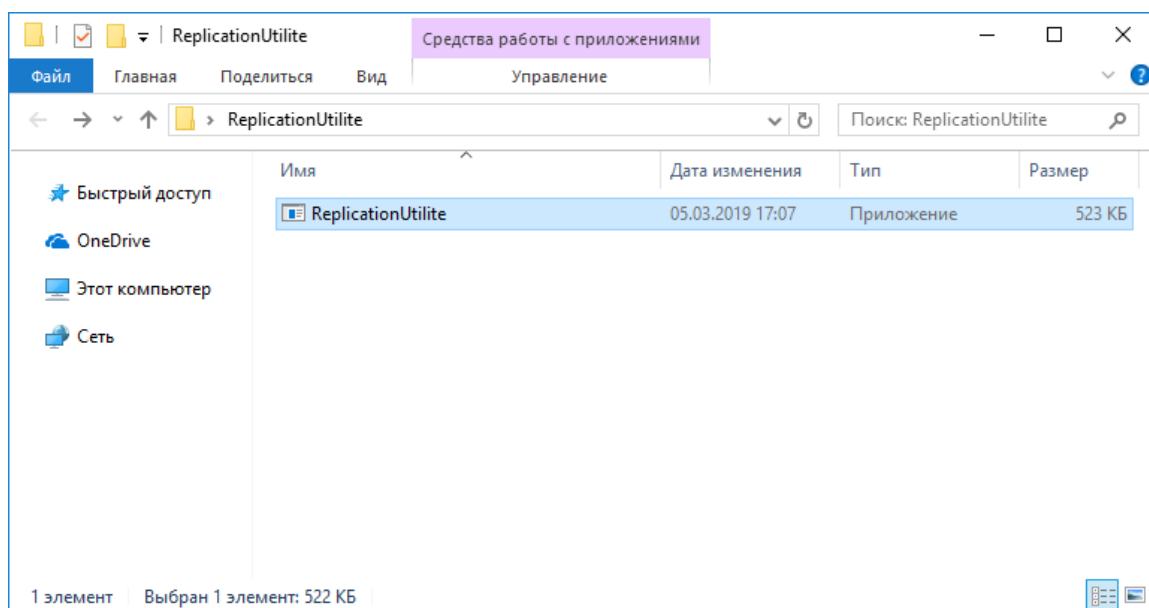 ReplicationUtilite
Средства работы с приложениями
Файл Главная Поделиться Вид Управление
ReplicationUtilite
Поиск: ReplicationUtilite
Имя Дата изменения Тип Размер
Быстрый доступ
ReplicationUtilite 05.03.2019 17:07 Приложение 523 КБ
OneDrive
Этот компьютер
Сеть
1 элемент Выбран 1 элемент: 522 КБ